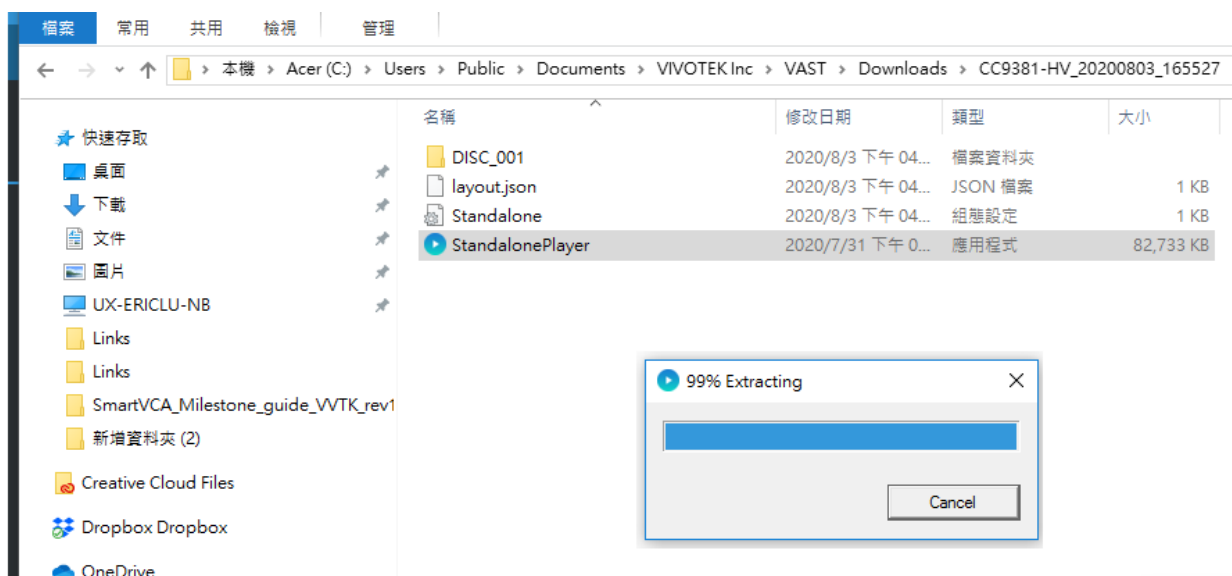 檔案 常用 共用 檢視 管理
本機 > Acer (C:) > Users > Public > Documents > VIVOTEK Inc > VAST > Downloads > CC9381-HV_20200803_165527
名稱 修改日期 類型 大小
快速存取
桌面
下載
文件
圖片
UX-ERICLU-NB
Links
Links
SmartVCA_Milestone_guide_VVTK_rev1
新增資料夾 (2)
Creative Cloud Files
Dropbox Dropbox
OneDrive
DISC_001 2020/8/3 下午 04... 檔案資料夾
layout.json 2020/8/3 下午 04... JSON 檔案 1 KB
Standalone 2020/8/3 下午 04... 組態設定 1 KB
StandalonePlayer 2020/7/31 下午 0... 應用程式 82,733 KB
99% Extracting
Cancel